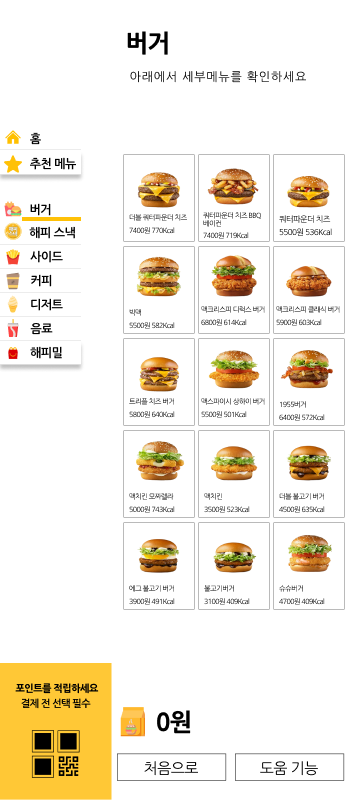 버거
아래에서 세부메뉴를 확인하세요
홈
추천 메뉴
버거
해피 스낵
사이드
커피
디저트
음료
해피밀
더블 쿼터파운더 치즈
7400원 770Kcal
쿼터파운더 치즈 BBQ
베이컨
7400원 719Kcal
쿼터파운더 치즈
5500원 536Kcal
빅맥
5500원 582Kcal
맥크리스피 디럭스 버거
6800원 614Kcal
맥크리스피 클래식 버거
5900원 603Kcal
트리플 치즈 버거
5800원 640Kcal
맥스파이시 상하이 버거
5500원 501Kcal
1955버거
6400원 572Kcal
맥치킨 모짜렐라
5000원 743Kcal
맥치킨
3500원 523Kcal
더블 불고기 버거
4500원 635Kcal
에그 불고기 버거
3900원 491Kcal
불고기버거
3100원 409Kcal
슈슈버거
4700원 409Kcal
포인트를 적립하세요
결제 전 선택 필수
0원
처음으로
도움 기능